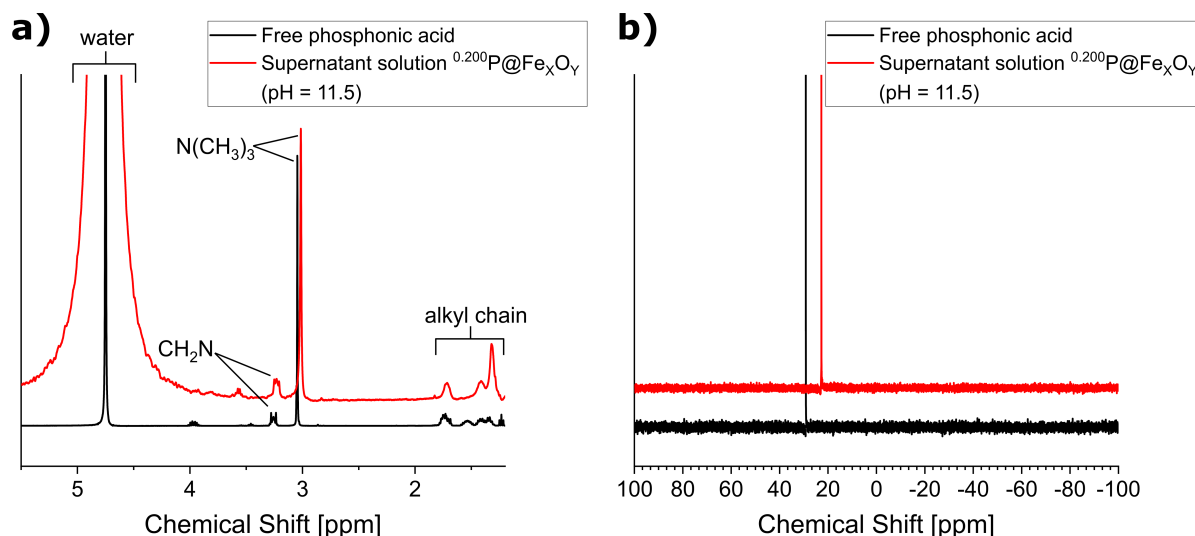 a)
water
Free phosphonic acid
Supernatant solution ⁰·²⁰⁰P@FeₓOᵧ
(pH = 11.5)
N(CH₃)₃
CH₂N
alkyl chain
5 4 3 2
Chemical Shift [ppm]
b)
Free phosphonic acid
Supernatant solution ⁰·²⁰⁰P@FeₓOᵧ
(pH = 11.5)
100 80 60 40 20 0 -20 -40 -60 -80 -100
Chemical Shift [ppm]